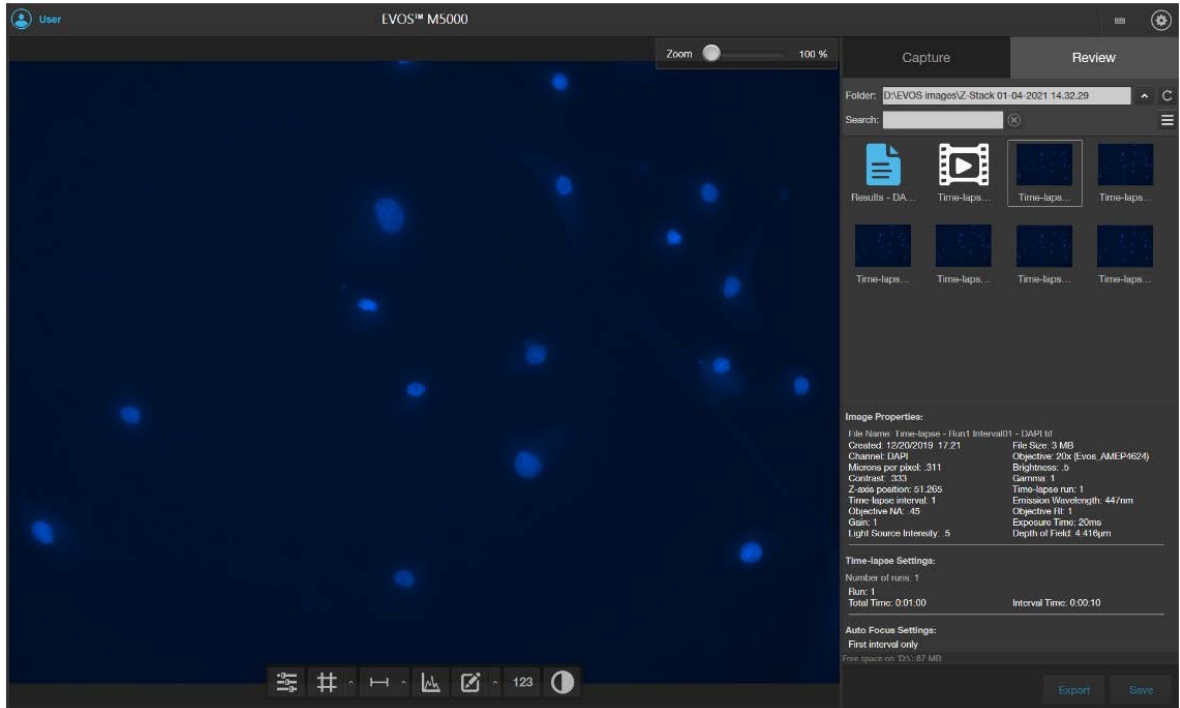 User
EVOS™ M5000
Zoom 100 %
Capture Review
Folder: D:\EVOS images\Z-Stack 01-04-2021 14.32.29
Search:
Results - DA... Time-laps... Time-laps... Time-laps...
Time-laps... Time-laps... Time-laps... Time-laps...
Image Properties:
File Name: Time-lapse - Run1 Interval01 - DAPI.tif
Created: 12/20/2019 17:21 File Size: 3 MB
Channel: DAPI Objective: 20x (Evos_AMEP4624)
Microns per pixel: .311 Brightness: .5
Contrast: .333 Gamma: 1
Z-axis position: 51.265 Time-lapse run: 1
Time-lapse interval: 1 Emission Wavelength: 447nm
Objective NA: .45 Objective RI: 1
Gain: 1 Exposure Time: 20ms
Light Source Intensity: .5 Depth of Field: 4.416µm
Time-lapse Settings:
Number of runs: 1
Run: 1
Total Time: 0:01:00 Interval Time: 0:00:10
Auto Focus Settings:
First interval only
Free space on 'D:\': 87 MB
123
Export Save